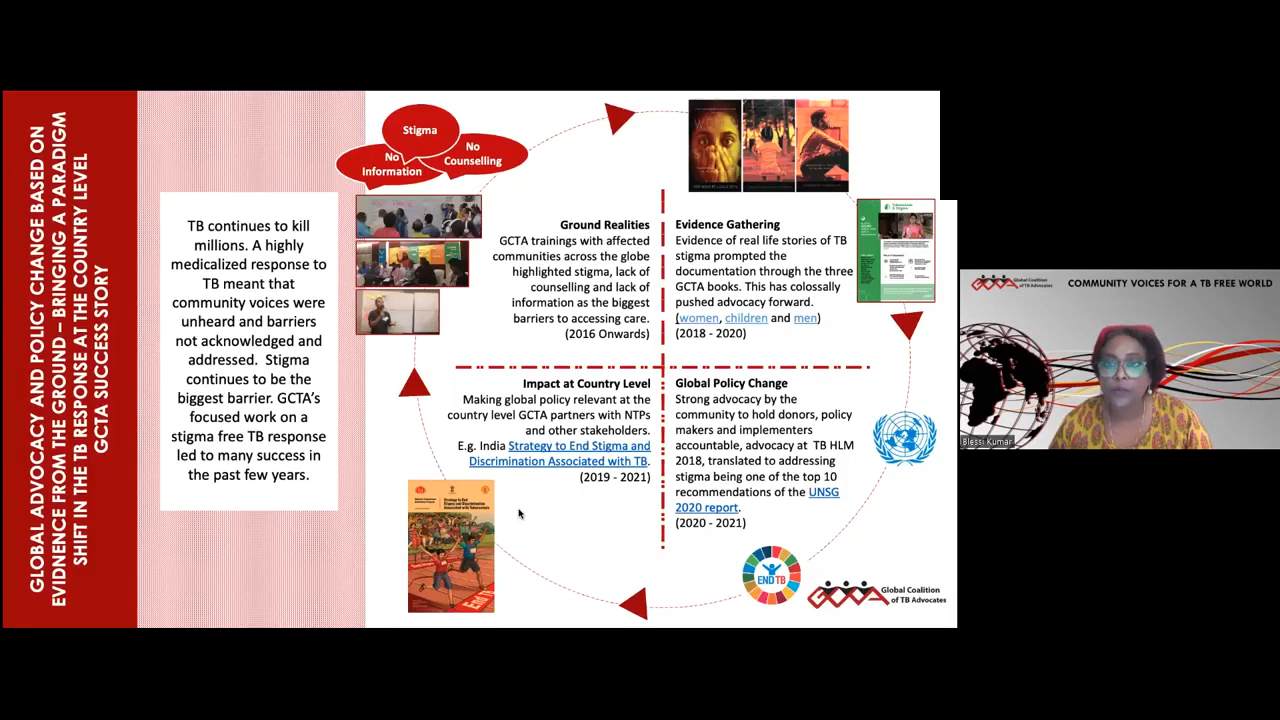 GLOBAL ADVOCACY AND POLICY CHANGE BASED ON
EVIDNENCE FROM THE GROUND – BRINGING A PARADIGM
SHIFT IN THE TB RESPONSE AT THE COUNTRY LEVEL
GCTA SUCCESS STORY
TB continues to kill
millions. A highly
medicalized response to
TB meant that
community voices were
unheard and barriers
not acknowledged and
addressed. Stigma
continues to be the
biggest barrier. GCTA’s
focused work on a
stigma free TB response
led to many success in
the past few years.
Stigma
No
Information
No
Counselling
Ground Realities
GCTA trainings with affected
communities across the globe
highlighted stigma, lack of
counselling and lack of
information as the biggest
barriers to accessing care.
(2016 Onwards)
Evidence Gathering
Evidence of real life stories of TB
stigma prompted the
documentation through the three
GCTA books. This has colossally
pushed advocacy forward.
(women, children and men)
(2018 - 2020)
Impact at Country Level
Making global policy relevant at the
country level GCTA partners with NTPs
and other stakeholders.
E.g. India Strategy to End Stigma and
Discrimination Associated with TB.
(2019 - 2021)
Global Policy Change
Strong advocacy by the
community to hold donors, policy
makers and implementers
accountable, advocacy at TB HLM
2018, translated to addressing
stigma being one of the top 10
recommendations of the UNSG
2020 report.
(2020 - 2021)
Strategy to End
Stigma and Discrimination
Associated with Tuberculosis
END TB
GCTA
Global Coalition
of TB Advocates
Global Coalition
of TB Advocates
COMMUNITY VOICES FOR A TB FREE WORLD
Blessi Kumar